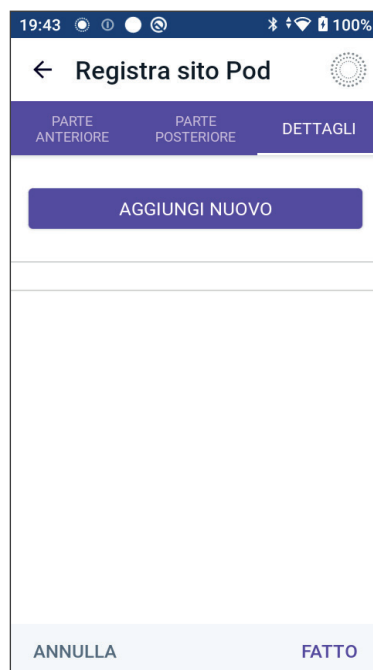 19:43 100%
Registra sito Pod
PARTE ANTERIORE
PARTE POSTERIORE
DETTAGLI
AGGIUNGI NUOVO
ANNULLA
FATTO